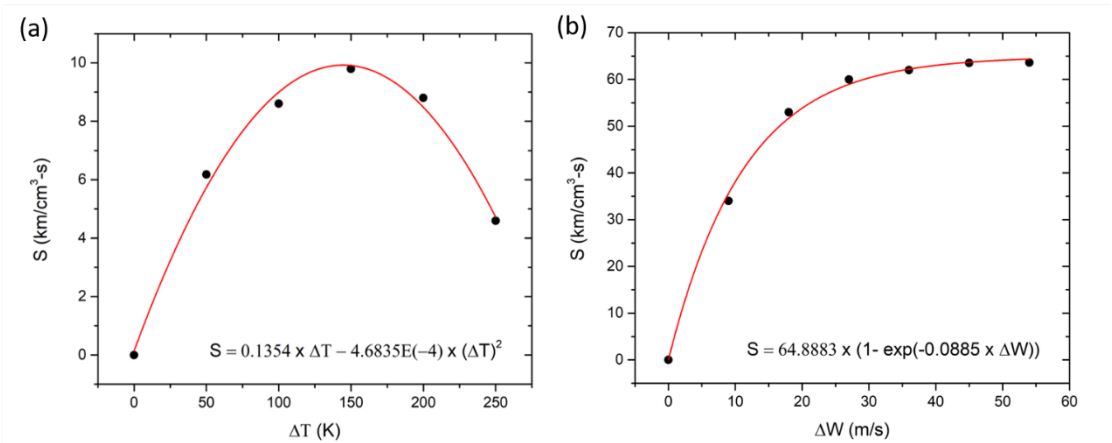 (a)
10
8
6
4
2
0
S (km/cm³-s)
S = 0.1354 x ΔT − 4.6835E(−4) x (ΔT)²
0 50 100 150 200 250
ΔT (K)
(b)
70
60
50
40
30
20
10
0
S (km/cm³-s)
S = 64.8883 x (1- exp(-0.0885 x ΔW))
0 10 20 30 40 50 60
ΔW (m/s)